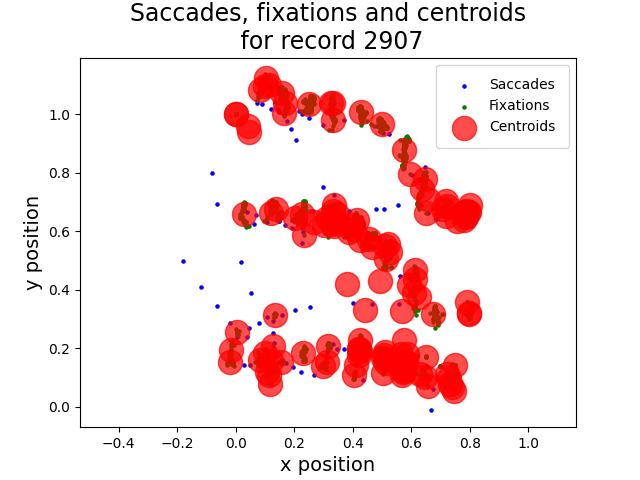 Saccades, fixations and centroids
for record 2907
Saccades
Fixations
Centroids
1.0
0.8
0.6
0.4
0.2
0.0
y position
−0.4
−0.2
0.0
0.2
0.4
0.6
0.8
1.0
x position